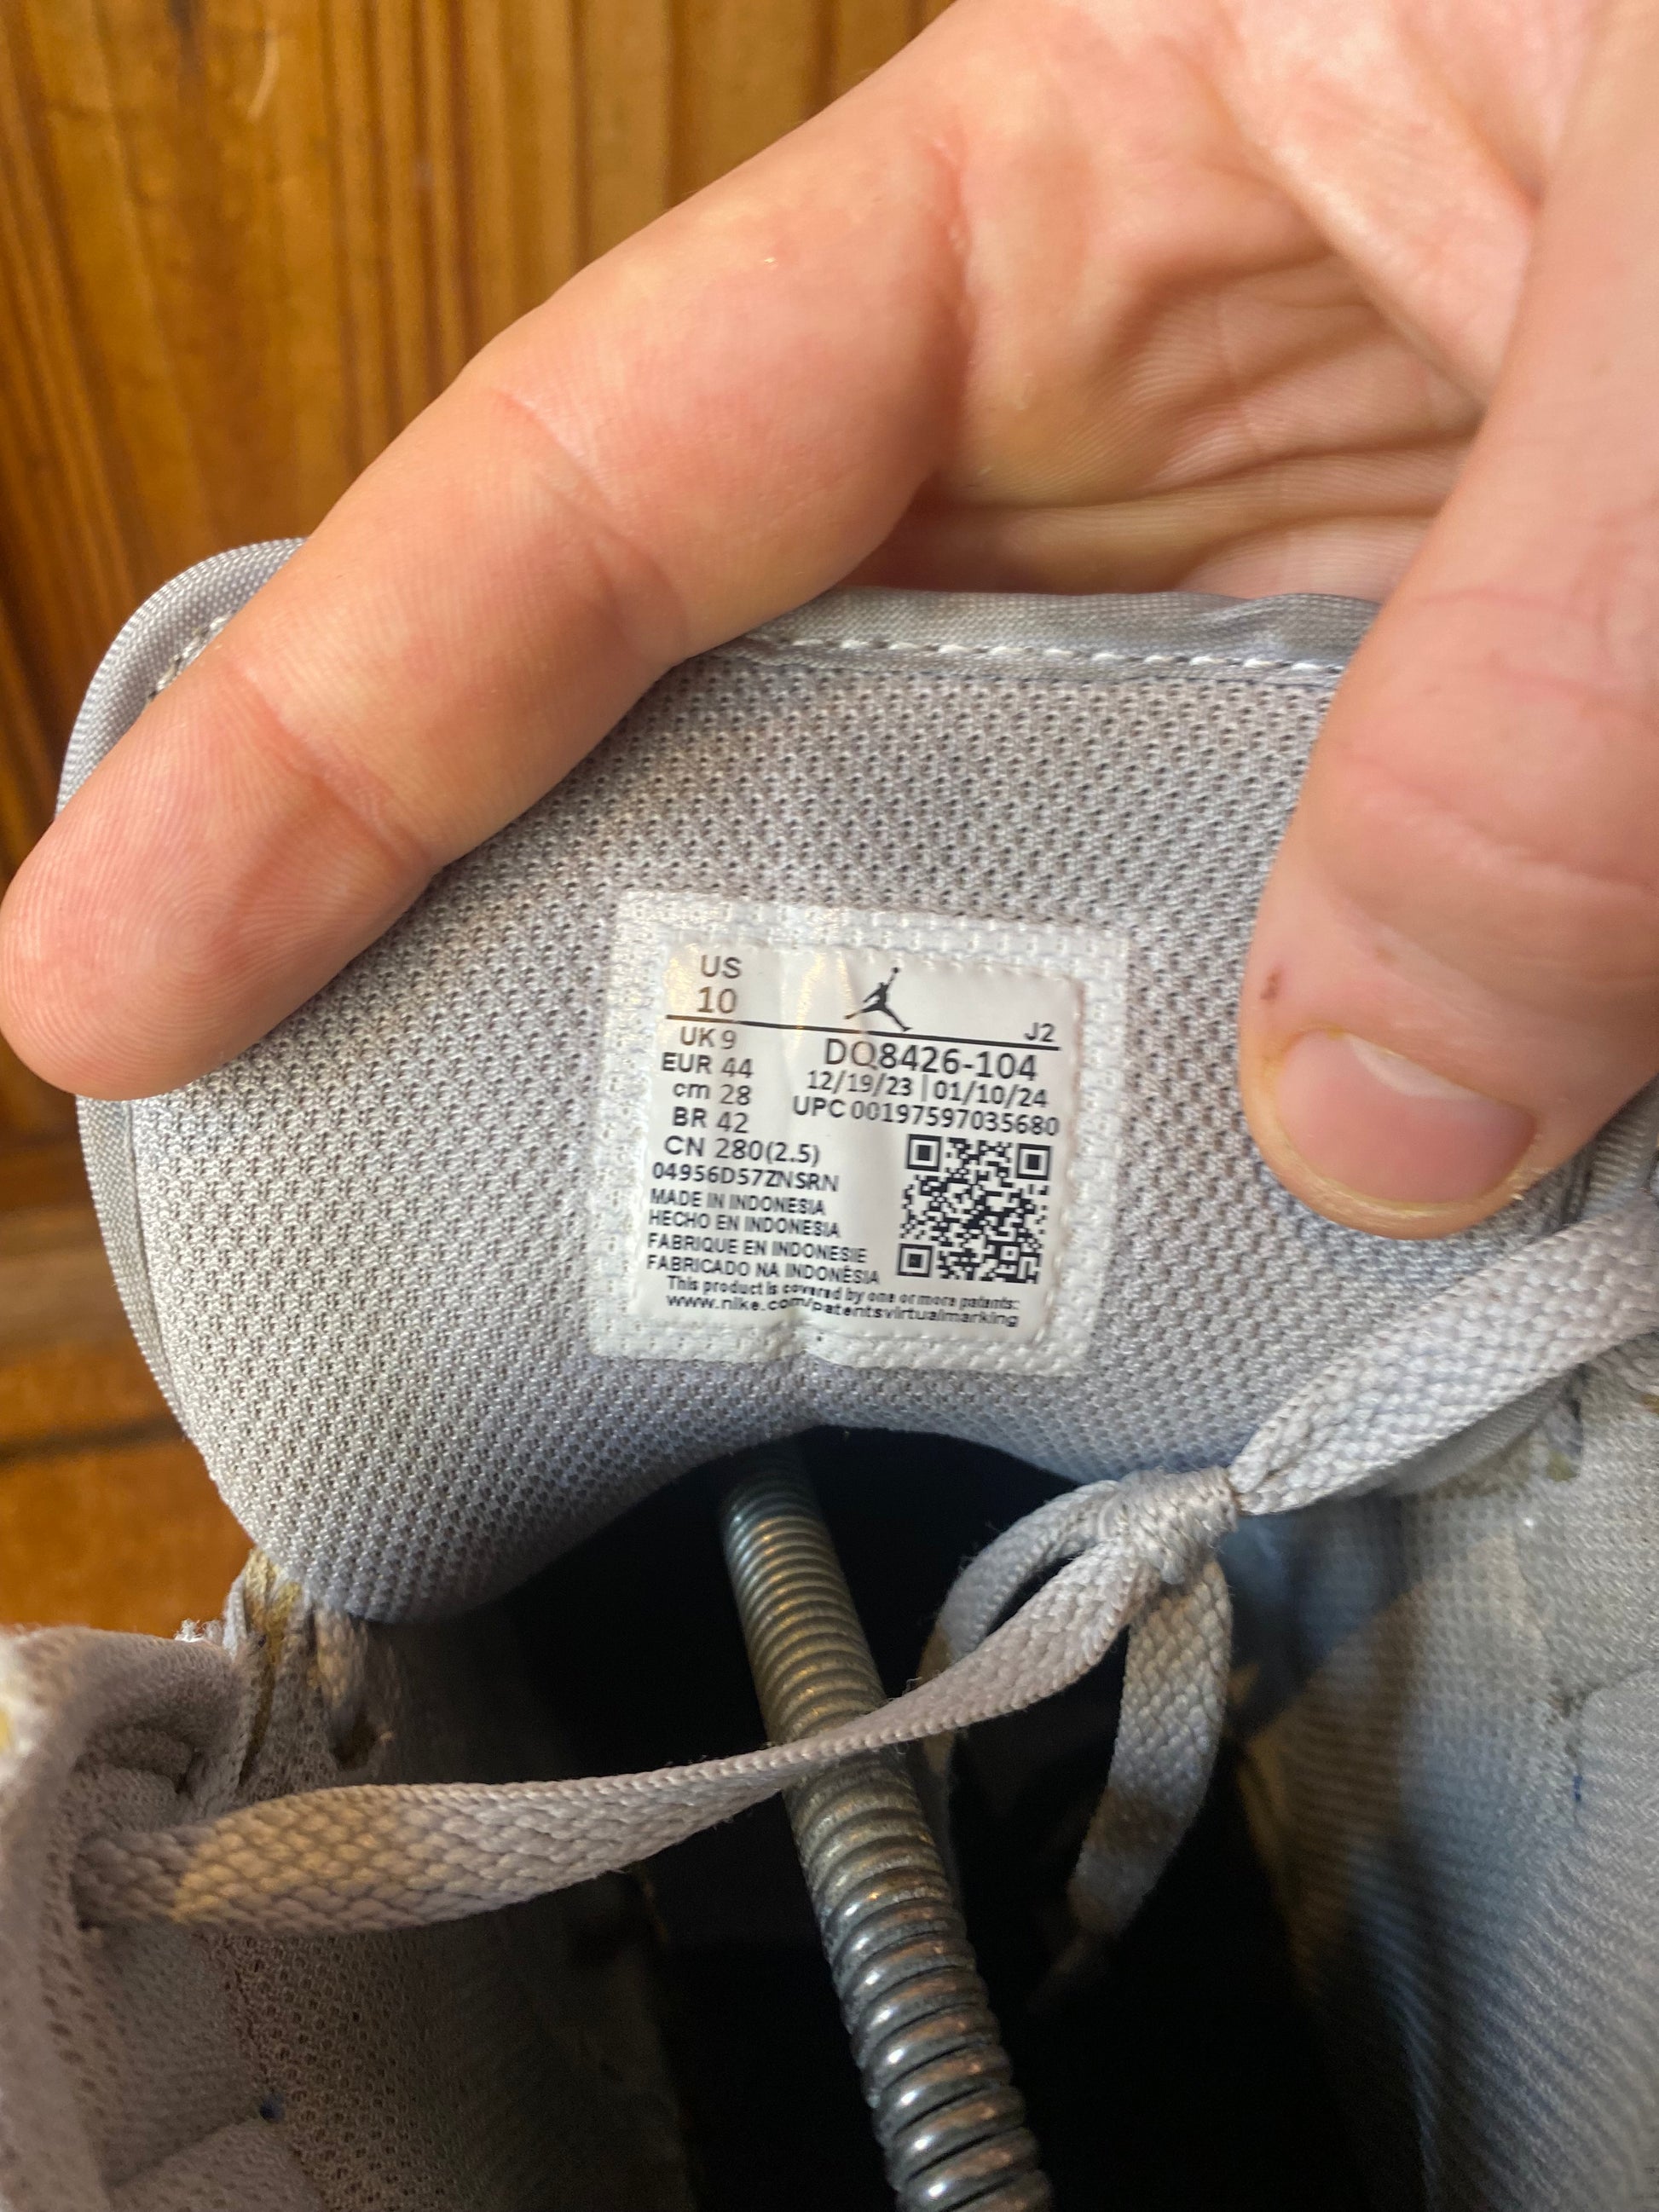 US
10
J2
UK 9
DQ8426-104
EUR 44
12/19/23 | 01/10/24
cm 28
UPC 00197597035680
BR 42
CN 280(2.5)
04956D57ZNSRN
MADE IN INDONESIA
HECHO EN INDONESIA
FABRIQUE EN INDONESIE
FABRICADO NA INDONÉSIA
This product is covered by one or more patents:
www.nike.com/patentsvirtualmarking